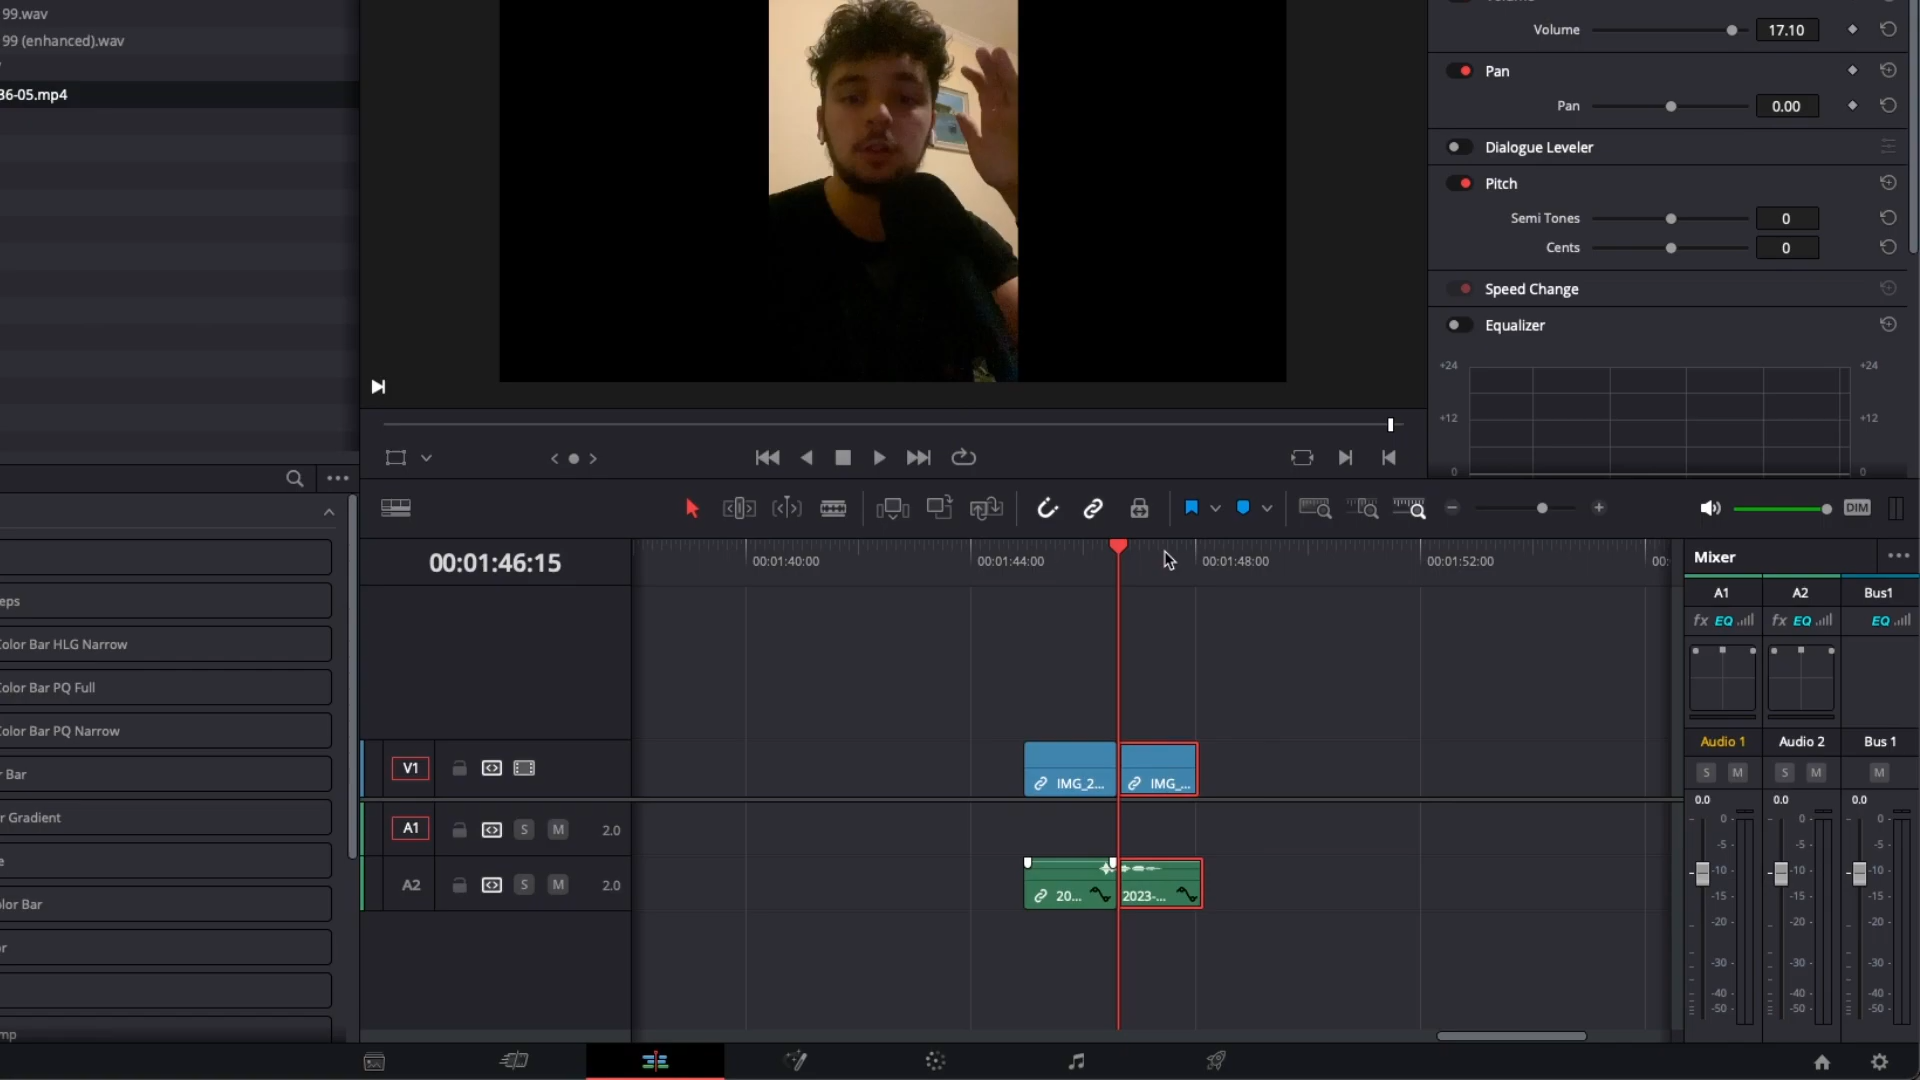 99.wav
99 (enhanced).wav
36-05.mp4
Volume
Volume 17.10
Pan
Pan 0.00
Dialogue Leveler
Pitch
Semi Tones 0
Cents 0
Speed Change
Equalizer
+24 +24
+12 +12
0 0
DIM
00:01:46:15
00:01:40:00 00:01:44:00 00:01:48:00 00:01:52:00 00:
Mixer
A1 A2 Bus1
fx EQ fx EQ EQ
eps
Color Bar HLG Narrow
Color Bar PQ Full
Color Bar PQ Narrow
r Bar
r Gradient
e
olor Bar
or
mp
V1
IMG_2... IMG_...
A1 S M 2.0
A2 S M 2.0
20... 2023-...
Audio 1 Audio 2 Bus 1
S M S M M
0.0 0.0 0.0
0- 0- 0-
-5- -5- -5-
-10- -10- -10-
-15- -15- -15-
-20- -20- -20-
-30- -30- -30-
-40- -40- -40-
-50- -50- -50-